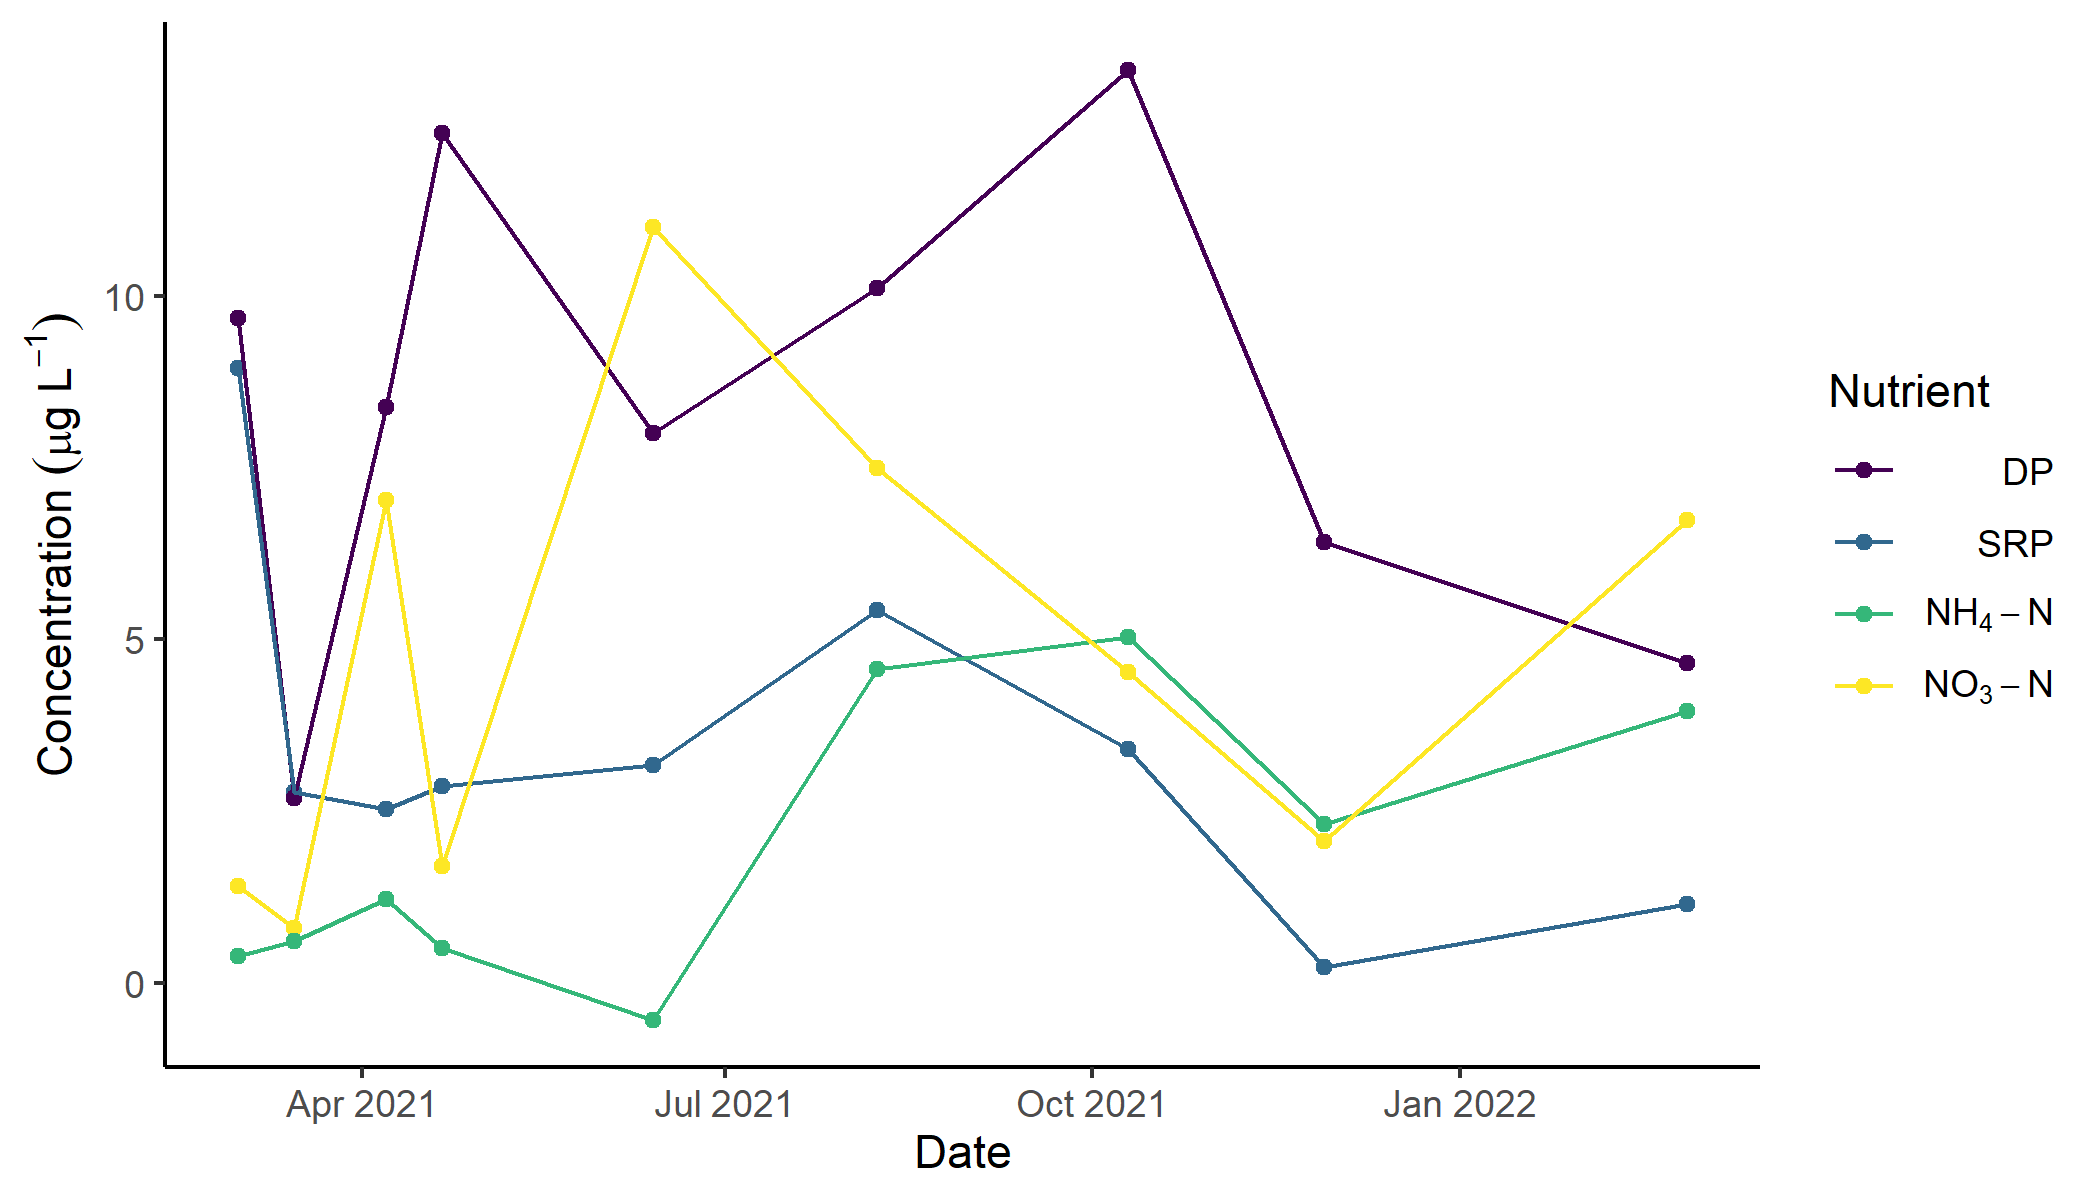 Concentration (μg L⁻¹)
10
5
0
Apr 2021
Jul 2021
Oct 2021
Jan 2022
Date
Nutrient
DP
SRP
NH₄ – N
NO₃ – N